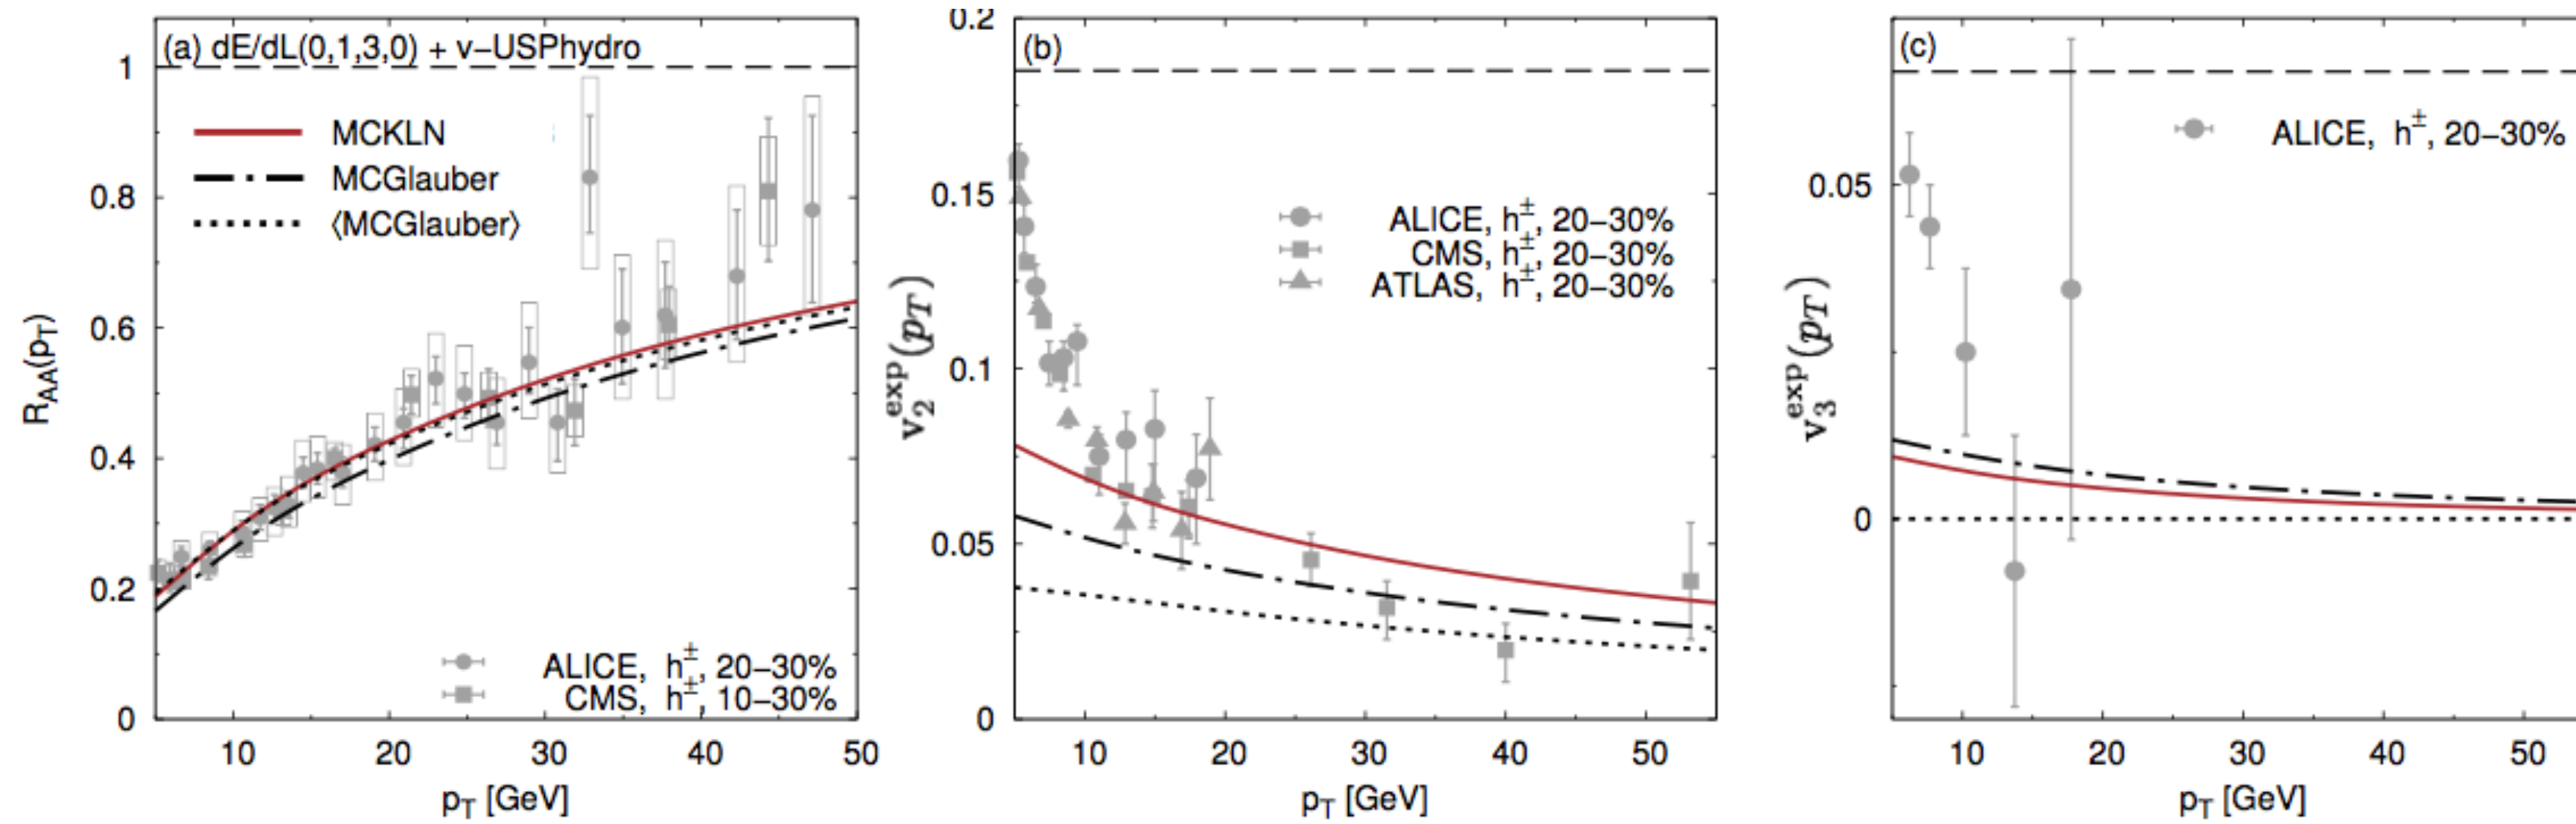 (a) dE/dL(0,1,3,0) + v−USPhydro
MCKLN
MCGlauber
⟨MCGlauber⟩
ALICE, h±, 20−30%
CMS, h±, 10−30%
1
0.8
0.6
0.4
0.2
0
10 20 30 40 50
R_AA(p_T)
p_T [GeV]
(b)
ALICE, h±, 20−30%
CMS, h±, 20−30%
ATLAS, h±, 20−30%
0.2
0.15
0.1
0.05
0
10 20 30 40 50
v_2^exp(p_T)
p_T [GeV]
(c)
ALICE, h±, 20−30%
0.05
0
10 20 30 40 50
v_3^exp(p_T)
p_T [GeV]